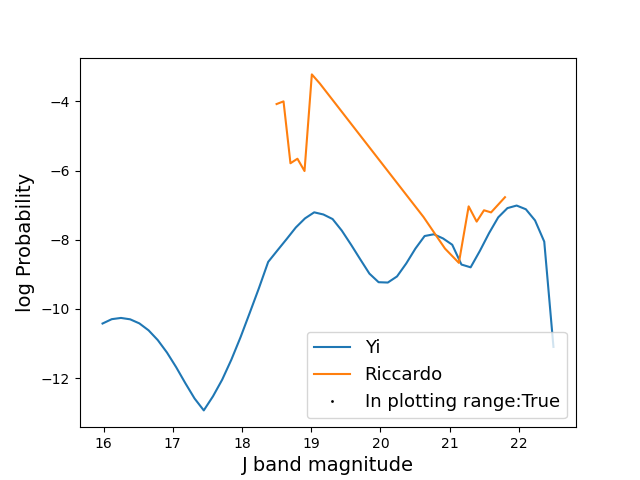 log Probability
−4
−6
−8
−10
−12
16 17 18 19 20 21 22
J band magnitude
Yi
Riccardo
In plotting range:True